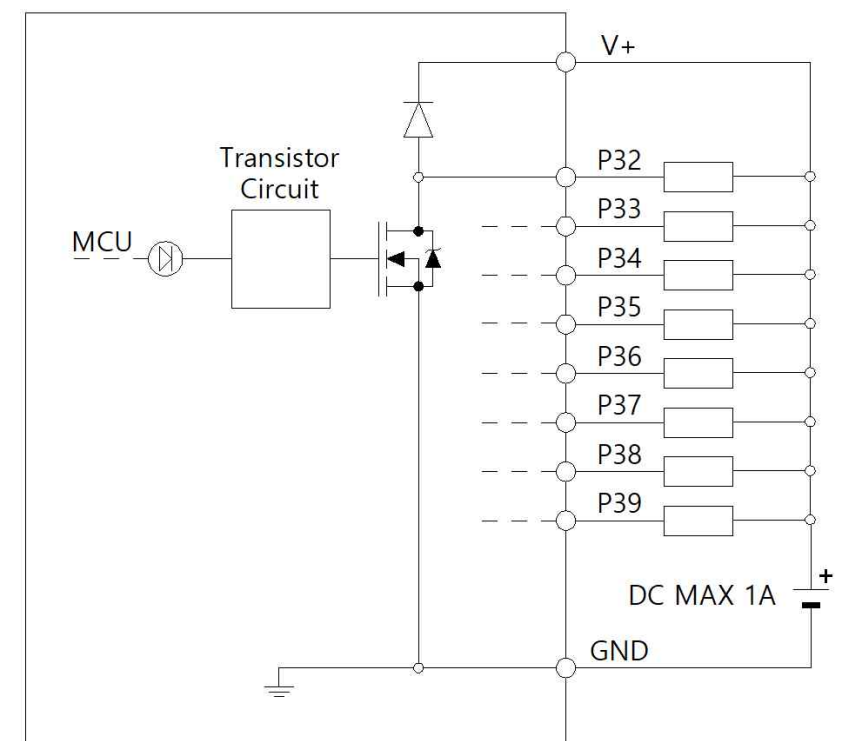 V+
P32
Transistor
Circuit
P33
MCU
P34
P35
P36
P37
P38
P39
+
DC MAX 1A
GND